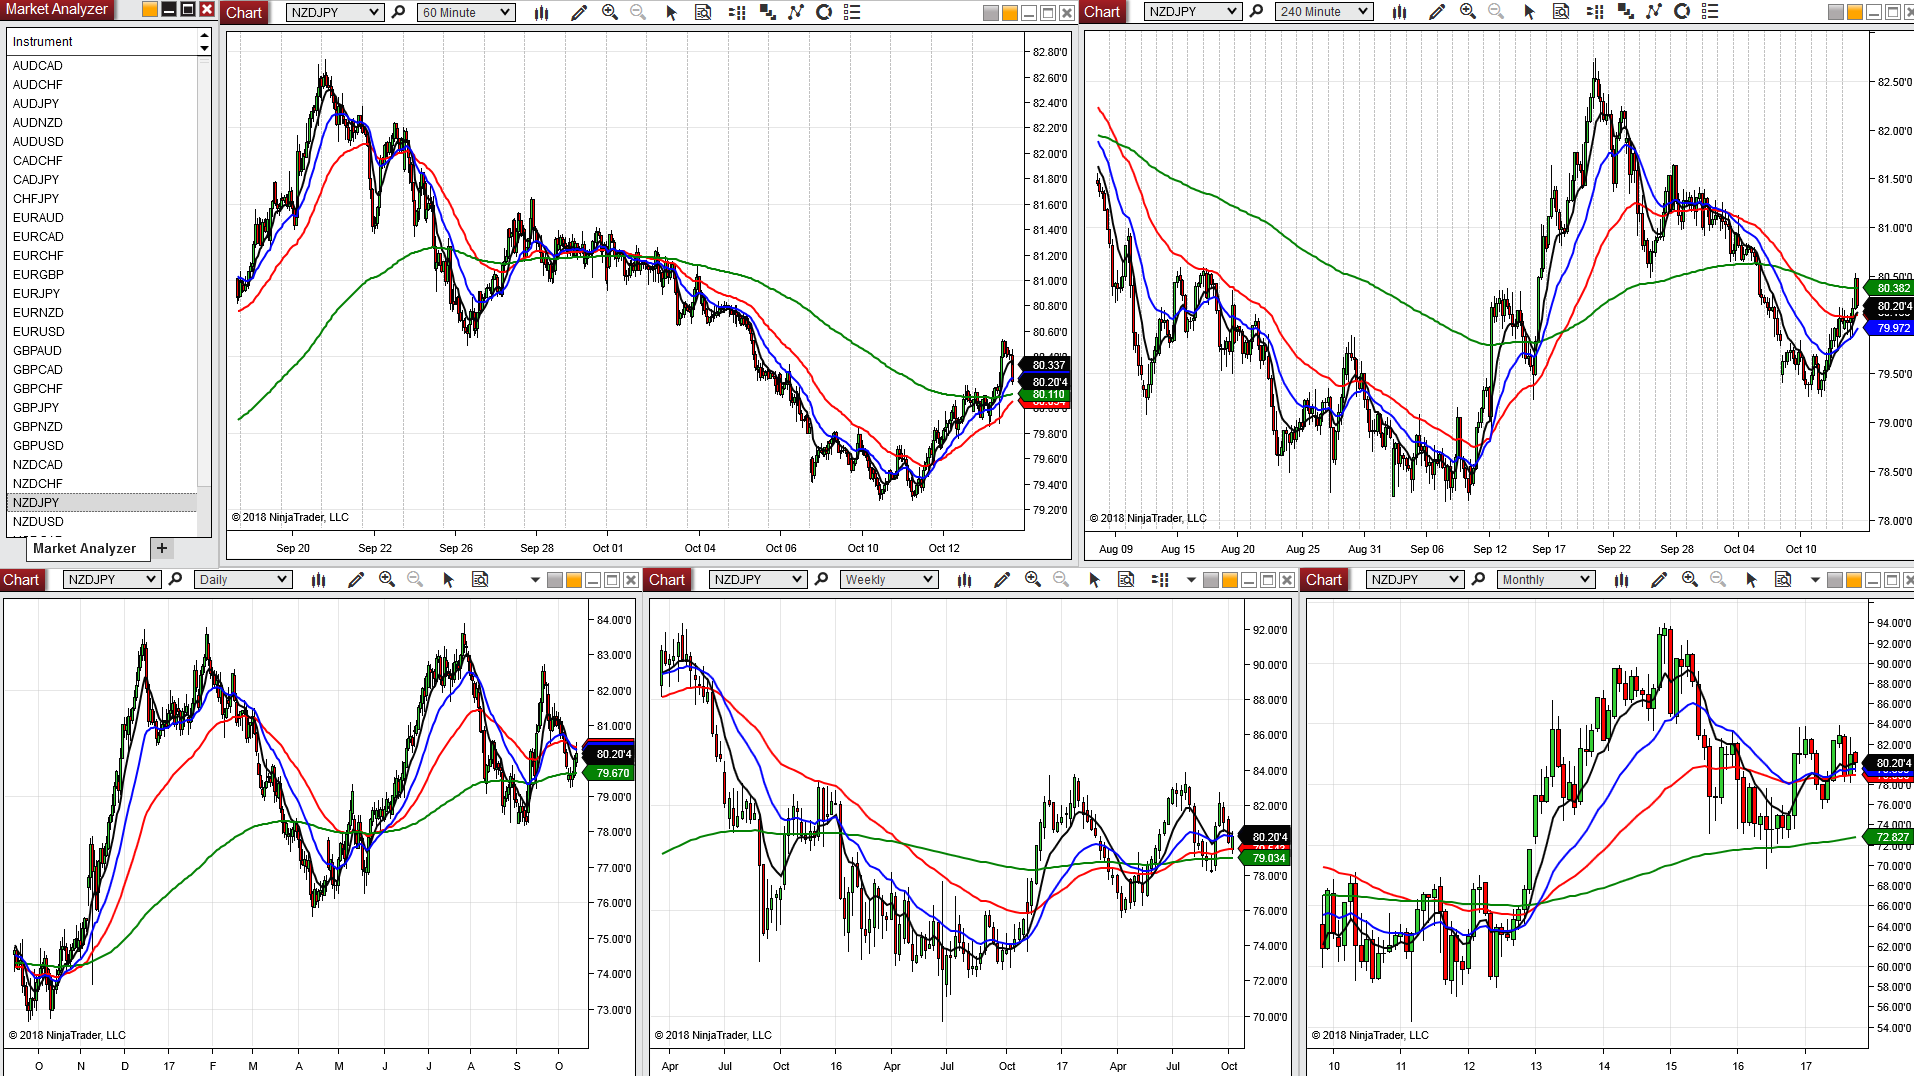 Market Analyzer
Instrument
AUDCAD
AUDCHF
AUDJPY
AUDNZD
AUDUSD
CADCHF
CADJPY
CHFJPY
EURAUD
EURCAD
EURCHF
EURGBP
EURJPY
EURNZD
EURUSD
GBPAUD
GBPCAD
GBPCHF
GBPJPY
GBPNZD
GBPUSD
NZDCAD
NZDCHF
NZDJPY
NZDUSD
Market Analyzer +
Chart NZDJPY 60 Minute
82.80'0
82.60'0
82.40'0
82.20'0
82.00'0
81.80'0
81.60'0
81.40'0
81.20'0
81.00'0
80.80'0
80.60'0
80.337
80.20'4
80.110
79.80'0
79.60'0
79.40'0
79.20'0
© 2018 NinjaTrader, LLC
Sep 20 Sep 22 Sep 26 Sep 28 Oct 01 Oct 04 Oct 06 Oct 10 Oct 12
Chart NZDJPY 240 Minute
82.50'0
82.00'0
81.50'0
81.00'0
80.50'0
80.382
80.20'4
79.972
79.50'0
79.00'0
78.50'0
78.00'0
© 2018 NinjaTrader, LLC
Aug 09 Aug 15 Aug 20 Aug 25 Aug 31 Sep 06 Sep 12 Sep 17 Sep 22 Sep 28 Oct 04 Oct 10
Chart NZDJPY Daily
84.00'0
83.00'0
82.00'0
81.00'0
80.20'4
79.670
79.00'0
78.00'0
77.00'0
76.00'0
75.00'0
74.00'0
73.00'0
© 2018 NinjaTrader, LLC
O N D 17 F M A M J J A S O
Chart NZDJPY Weekly
92.00'0
90.00'0
88.00'0
86.00'0
84.00'0
82.00'0
80.20'4
79.034
78.00'0
76.00'0
74.00'0
72.00'0
70.00'0
© 2018 NinjaTrader, LLC
Apr Jul Oct 16 Apr Jul Oct 17 Apr Jul Oct
Chart NZDJPY Monthly
94.00'0
92.00'0
90.00'0
88.00'0
86.00'0
84.00'0
82.00'0
80.20'4
76.00'0
74.00'0
72.827
70.00'0
68.00'0
66.00'0
64.00'0
62.00'0
60.00'0
58.00'0
56.00'0
54.00'0
© 2018 NinjaTrader, LLC
10 11 12 13 14 15 16 17